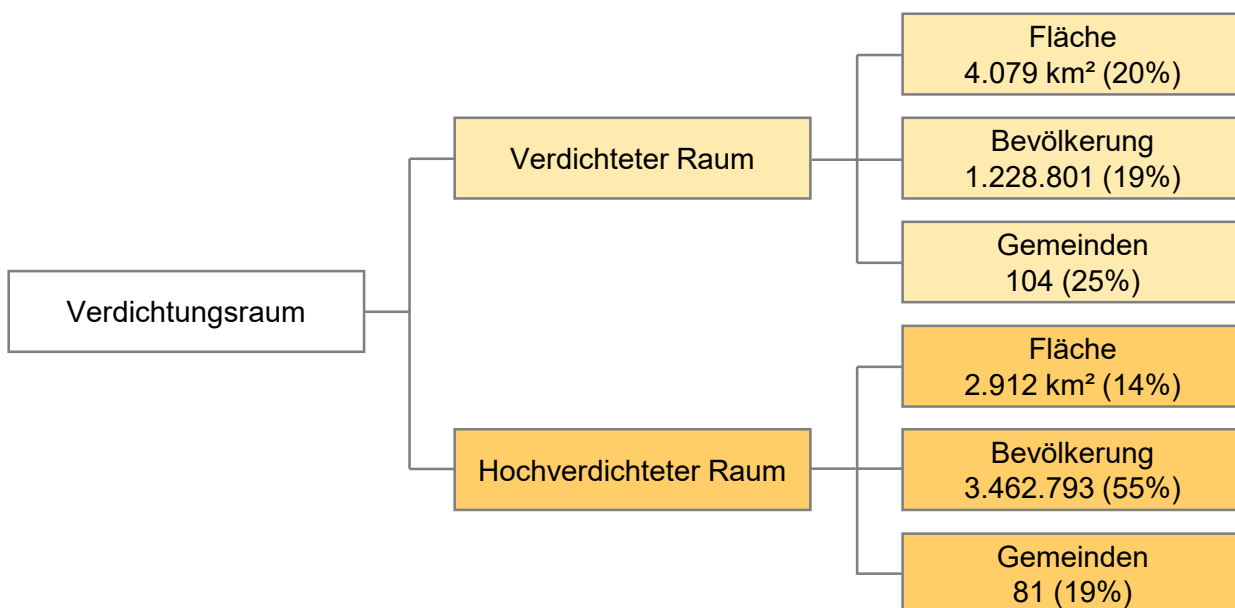 Verdichtungsraum
Verdichteter Raum
Fläche
4.079 km² (20%)
Bevölkerung
1.228.801 (19%)
Gemeinden
104 (25%)
Hochverdichteter Raum
Fläche
2.912 km² (14%)
Bevölkerung
3.462.793 (55%)
Gemeinden
81 (19%)